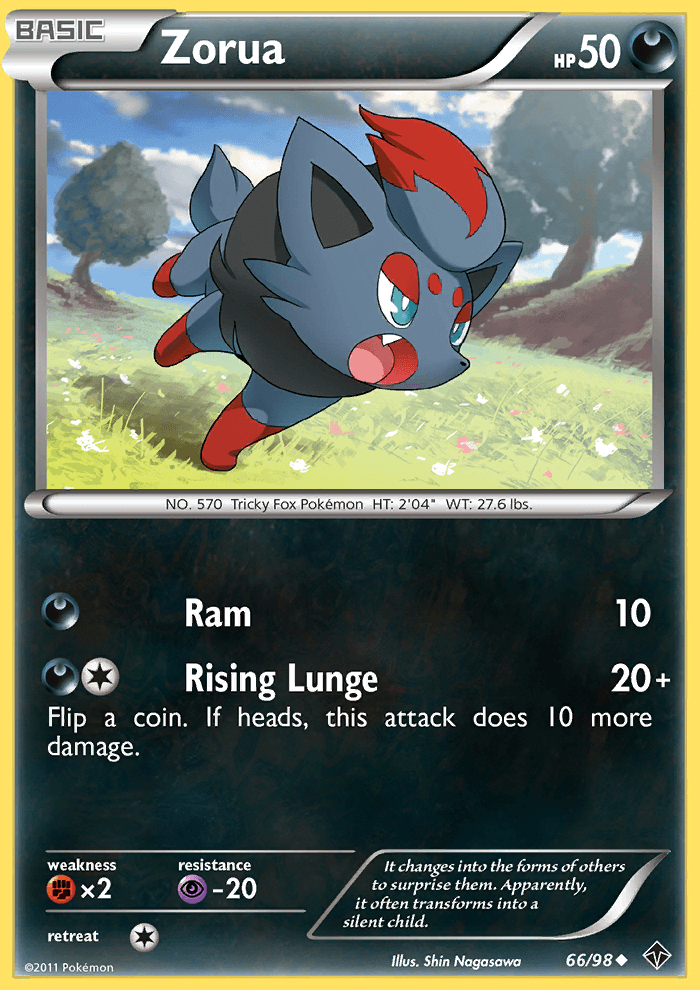 BASIC
Zorua
HP 50
NO. 570 Tricky Fox Pokémon HT: 2'04" WT: 27.6 lbs.
Ram 10
Rising Lunge 20+
Flip a coin. If heads, this attack does 10 more
damage.
weakness
×2
resistance
-20
retreat
It changes into the forms of others
to surprise them. Apparently,
it often transforms into a
silent child.
Illus. Shin Nagasawa 66/98
©2011 Pokémon